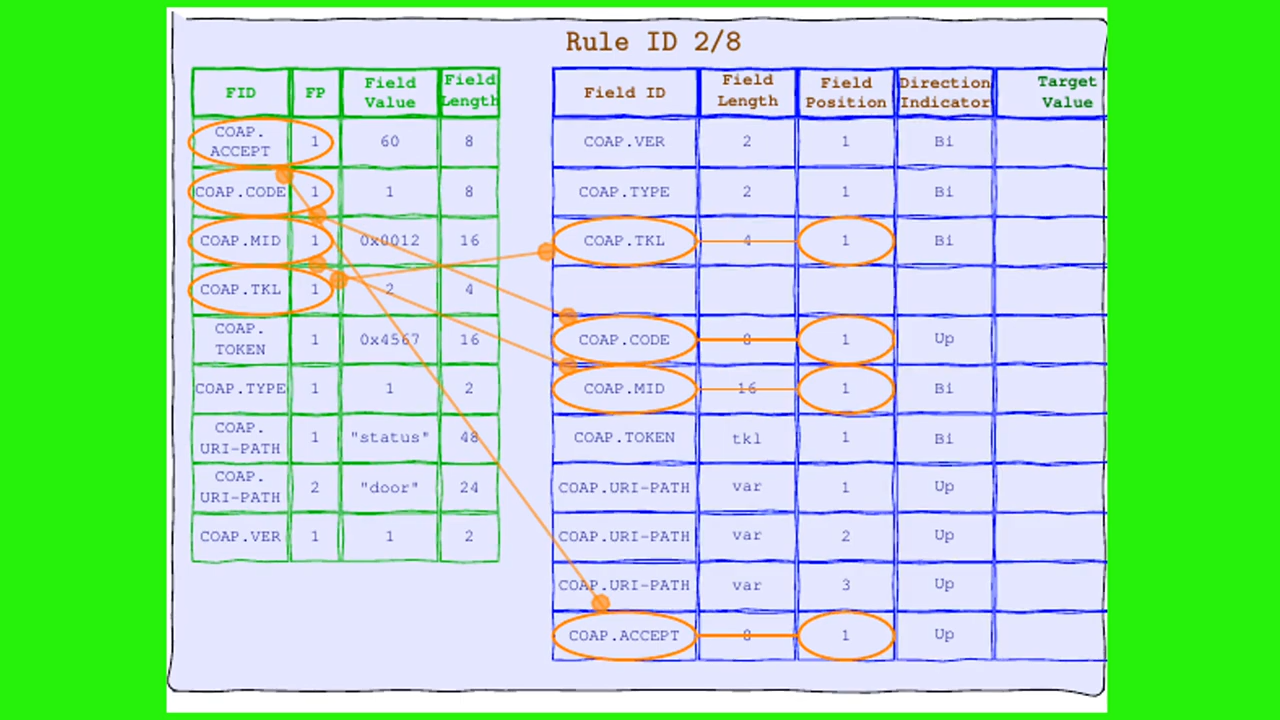 Rule ID 2/8
FID FP Field Value Field Length
COAP. ACCEPT 1 60 8
COAP.CODE 1 1 8
COAP.MID 1 0x0012 16
COAP.TKL 1 2 4
COAP. TOKEN 1 0x4567 16
COAP.TYPE 1 1 2
COAP. URI-PATH 1 "status" 48
COAP. URI-PATH 2 "door" 24
COAP.VER 1 1 2
Field ID Field Length Field Position Direction Indicator Target Value
COAP.VER 2 1 Bi
COAP.TYPE 2 1 Bi
COAP.TKL 4 1 Bi
COAP.CODE 8 1 Up
COAP.MID 16 1 Bi
COAP.TOKEN tkl 1 Bi
COAP.URI-PATH var 1 Up
COAP.URI-PATH var 2 Up
COAP.URI-PATH var 3 Up
COAP.ACCEPT 8 1 Up